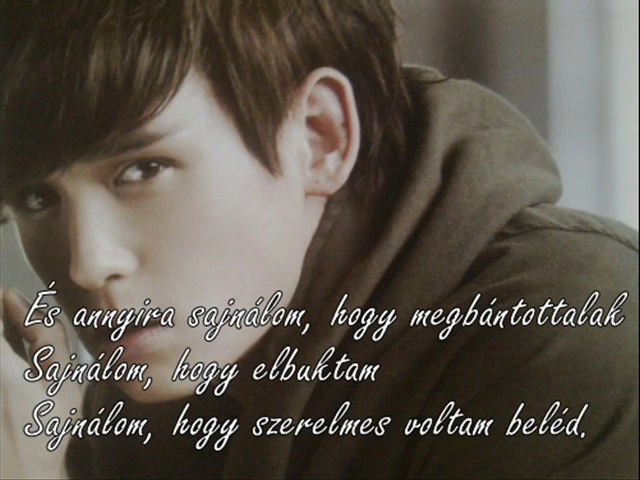 És annyira sajnálom, hogy megbántottalak
Sajnálom, hogy elbuktam
Sajnálom, hogy szerelmes voltam beléd.